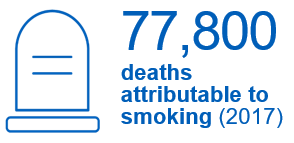 77,800
deaths
attributable to
smoking (2017)